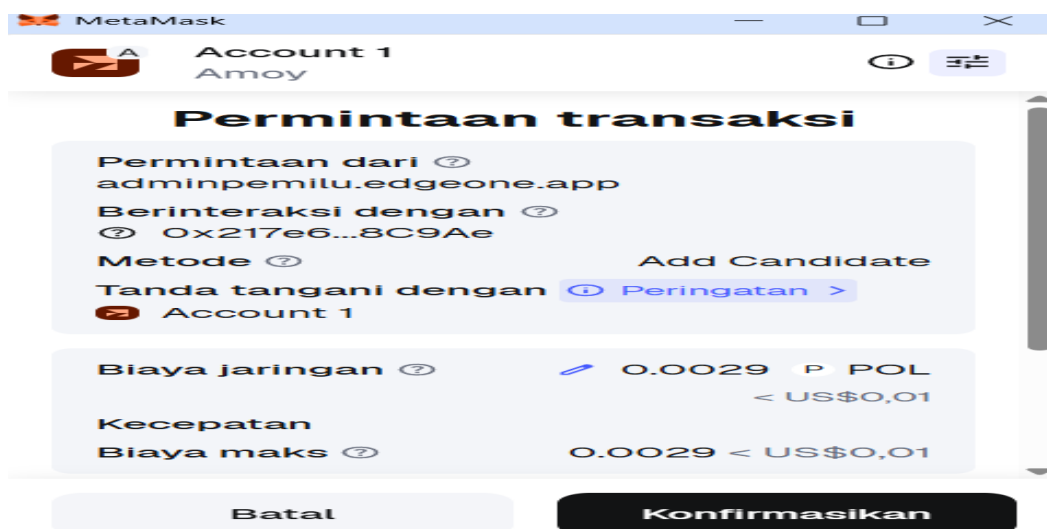 MetaMask
A
Account 1
Amoy
Permintaan transaksi
Permintaan dari
adminpemilu.edgeone.app
Berinteraksi dengan
0x217e6...8C9Ae
Metode Add Candidate
Tanda tangani dengan Peringatan >
Account 1
Biaya jaringan 0.0029 P POL
< US$0,01
Kecepatan
Biaya maks 0.0029 < US$0,01
Batal Konfirmasikan